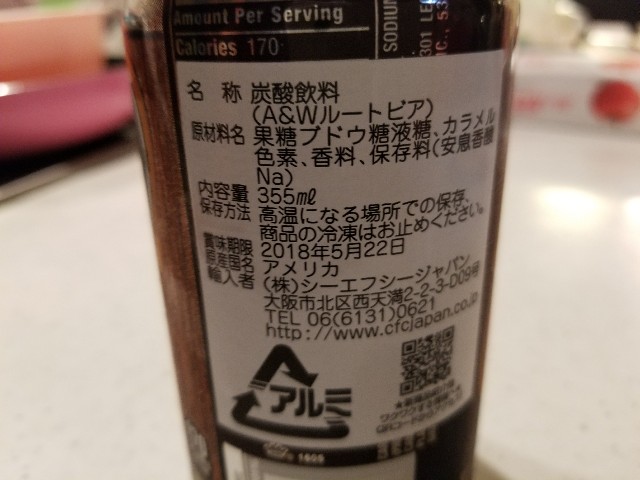 Amount Per Serving
Calories 170
SODIUM
301 LE
C., 53
名 称 炭酸飲料
(A&Wルートビア)
原材料名 果糖ブドウ糖液糖、カラメル
色素、香料、保存料(安息香酸
Na)
内容量 355ml
保存方法 高温になる場所での保存、
商品の冷凍はお止めください。
賞味期限 2018年5月22日
原産国名 アメリカ
輸入者 (株)シーエフシージャパン
大阪市北区西天満2-2-3-D09号
TEL 06(6131)0621
http://www.cfcjapan.co.jp
アルミ
1605